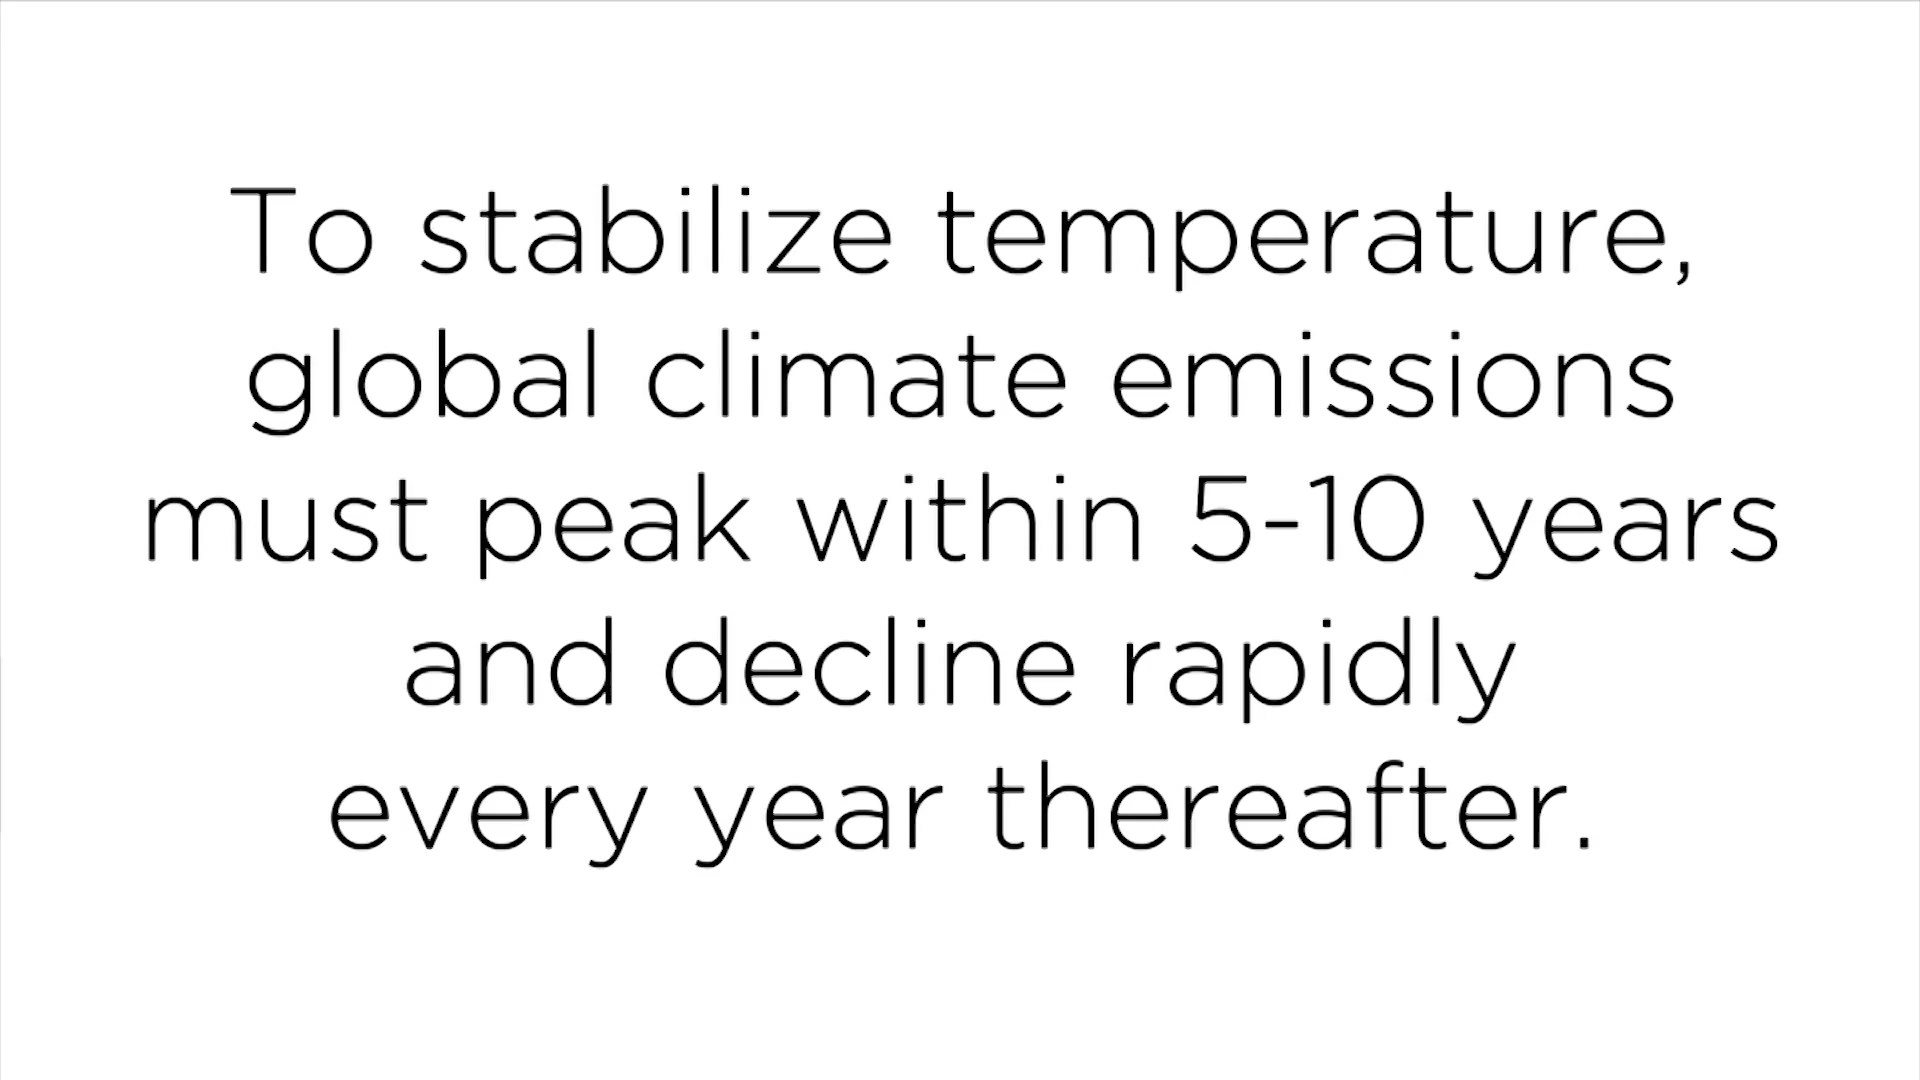 To stabilize temperature,
global climate emissions
must peak within 5-10 years
and decline rapidly
every year thereafter.